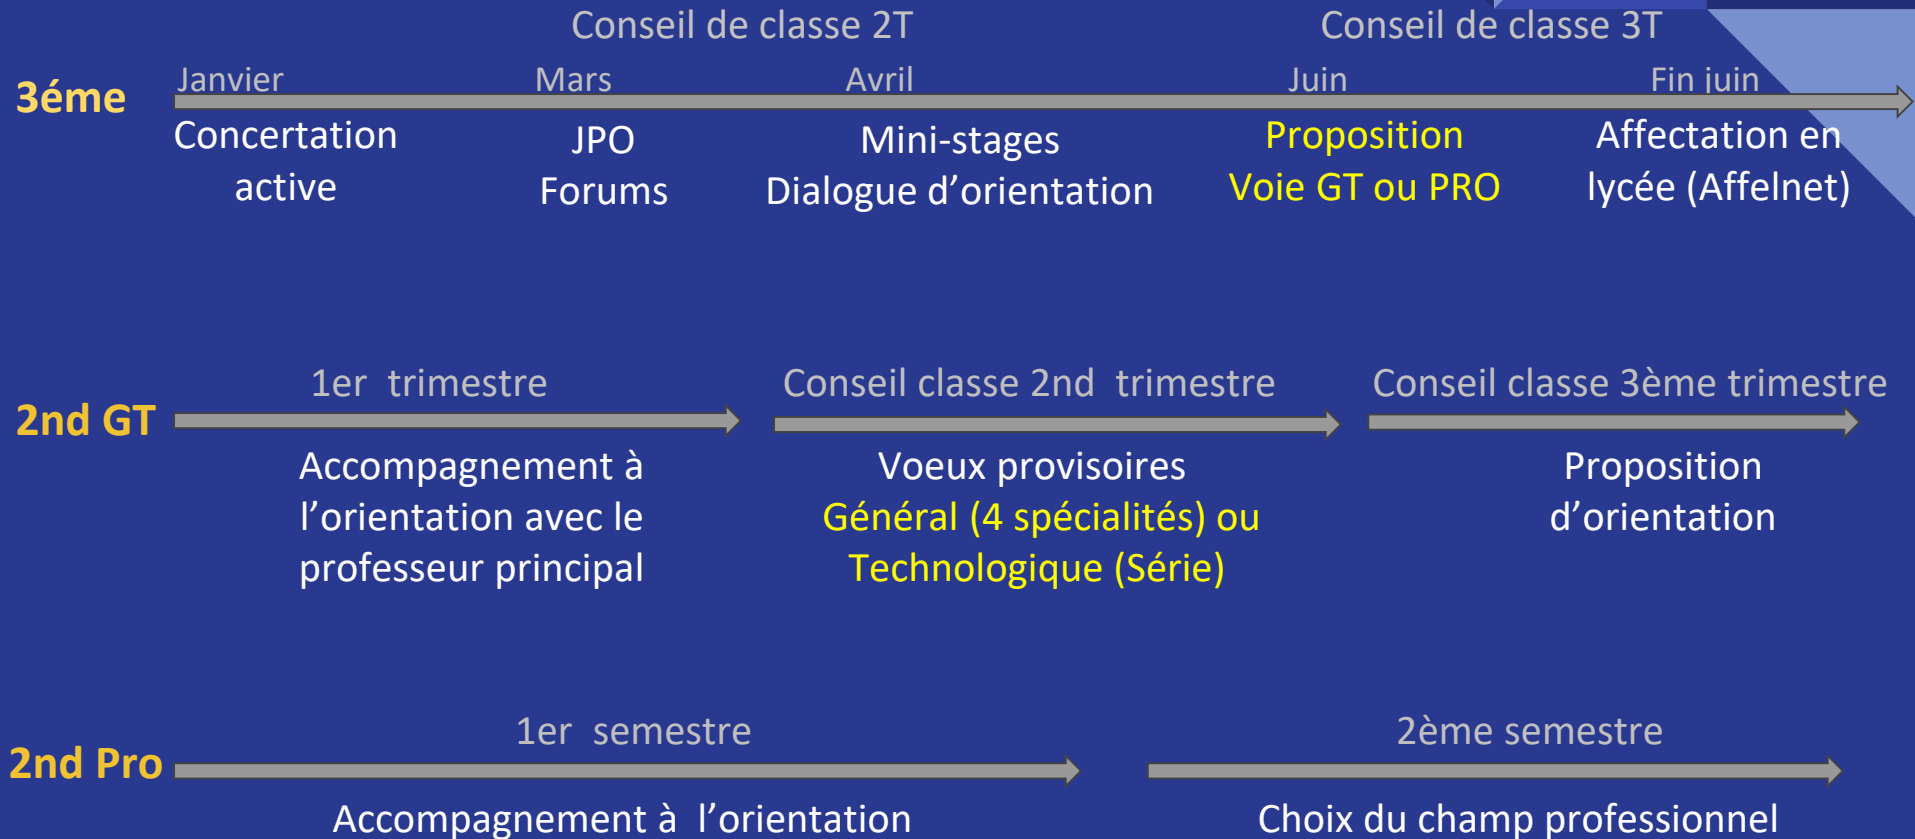 Conseil de classe 2T
Conseil de classe 3T
3éme
Janvier
Mars
Avril
Juin
Fin juin
Concertation
active
JPO
Forums
Mini-stages
Dialogue d’orientation
Proposition
Voie GT ou PRO
Affectation en
lycée (Affelnet)
2nd GT
1er  trimestre
Conseil classe 2nd  trimestre
Conseil classe 3ème trimestre
Accompagnement à
l’orientation avec le
professeur principal
Voeux provisoires
Général (4 spécialités) ou
Technologique (Série)
Proposition
d’orientation
2nd Pro
1er  semestre
2ème semestre
Accompagnement à  l’orientation
Choix du champ professionnel